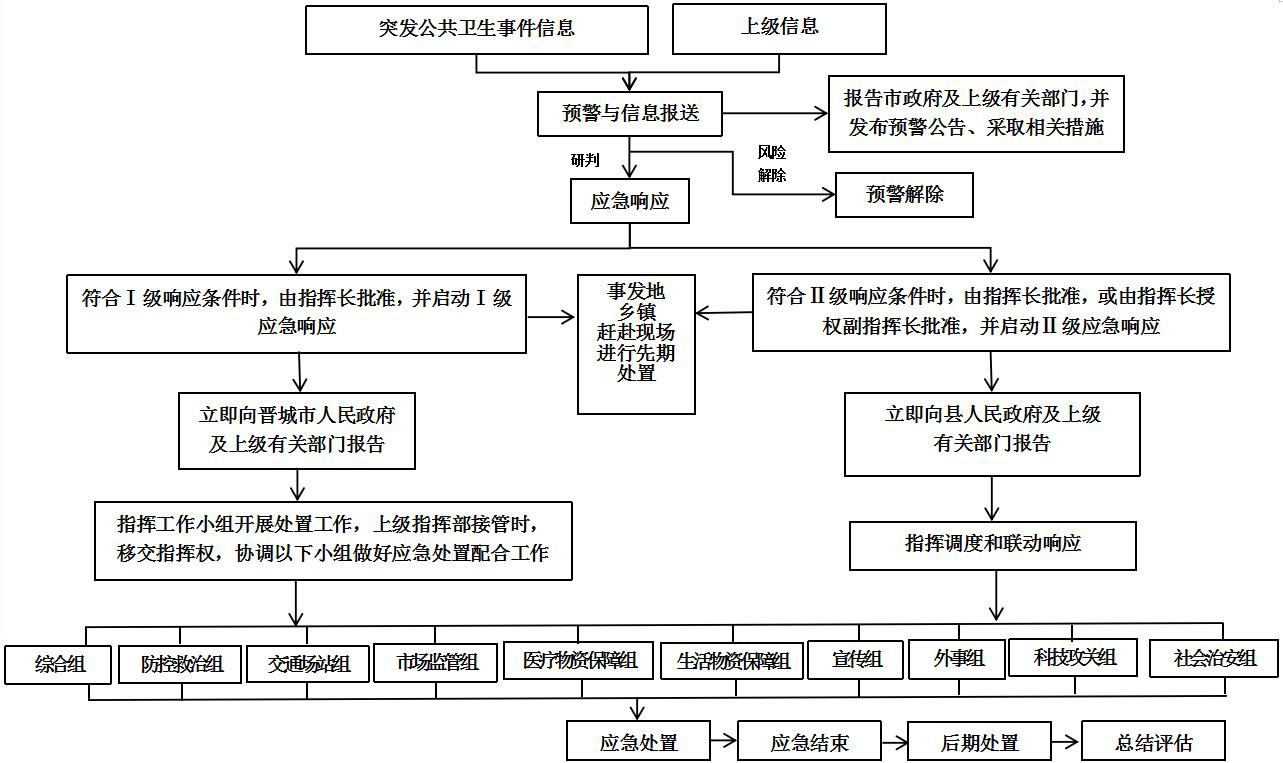 突发公共卫生事件信息
上级信息
预警与信息报送
报告市政府及上级有关部门,并
发布预警公告、采取相关措施
研判
风险
解除
应急响应
预警解除
符合Ⅰ级响应条件时，由指挥长批准，并启动Ⅰ级
应急响应
事发地
乡镇
赶赴现场
进行先期
处置
符合Ⅱ级响应条件时，由指挥长批准，或由指挥长授
权副指挥长批准，并启动Ⅱ级应急响应
立即向晋城市人民政府
及上级有关部门报告
立即向县人民政府及上级
有关部门报告
指挥工作小组开展处置工作，上级指挥部接管时，
移交指挥权，协调以下小组做好应急处置配合工作
指挥调度和联动响应
综合组
防控救治组
交通场站组
市场监管组
医疗物资保障组
生活物资保障组
宣传组
外事组
科技攻关组
社会治安组
应急处置
应急结束
后期处置
总结评估